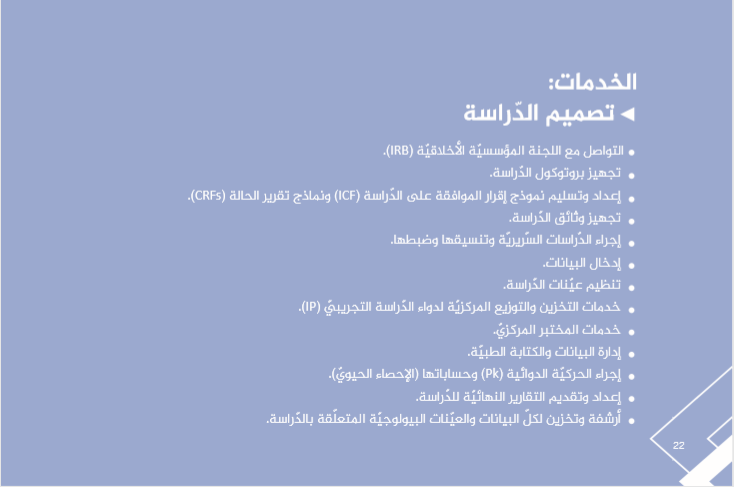 الخدمات:
◄ تصميم الدّراسة
● التواصل مع اللجنة المؤسسيّة الأخلاقيّة (IRB).
● تجهيز بروتوكول الدّراسة.
● إعداد وتسليم نموذج إقرار الموافقة على الدّراسة (ICF) ونماذج تقرير الحالة (CRFs).
● تجهيز وثائق الدّراسة.
● إجراء الدّراسات السّريريّة وتنسيقها وضبطها.
● إدخال البيانات.
● تنظيم عيّنات الدّراسة.
● خدمات التخزين والتوزيع المركزيّة لدواء الدّراسة التجريبيّ (IP).
● خدمات المختبر المركزيّ.
● إدارة البيانات والكتابة الطبيّة.
● إجراء الحركيّة الدوائية (Pk) وحساباتها (الإحصاء الحيويّ).
● إعداد وتقديم التقارير النهائيّة للدّراسة.
● أرشفة وتخزين لكلّ البيانات والعيّنات البيولوجيّة المتعلّقة بالدّراسة.
22